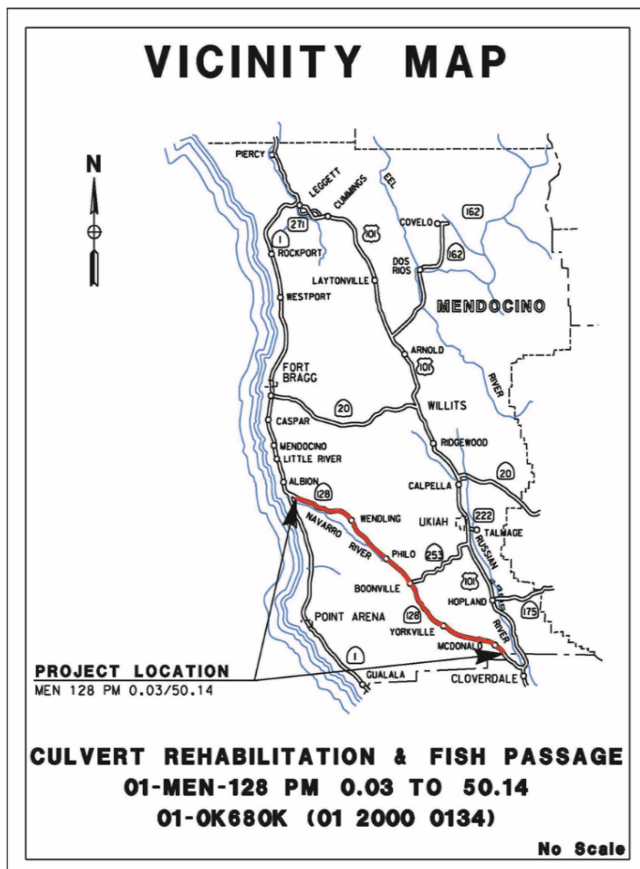 VICINITY MAP
N
PIERCY
LEGGETT
CUMMINGS
EEL
271
1
101
COVELO
162
162
ROCKPORT
DOS
RIOS
LAYTONVILLE
WESTPORT
MENDOCINO
ARNOLD
101
RIVER
FORT
BRAGG
20
WILLITS
CASPAR
MENDOCINO
LITTLE RIVER
RIDGEWOOD
20
ALBION
128
CALPELLA
NAVARRO
RIVER
WENDLING
UKIAH
222
TALMAGE
RUSSIAN
RIVER
PHILO
253
BOONVILLE
101
HOPLAND
175
128
POINT ARENA
YORKVILLE
MCDONALD
1
GUALALA
CLOVERDALE
PROJECT LOCATION
MEN 128 PM 0.03/50.14
CULVERT REHABILITATION & FISH PASSAGE
01-MEN-128 PM 0.03 TO 50.14
01-0K680K (01 2000 0134)
No Scale